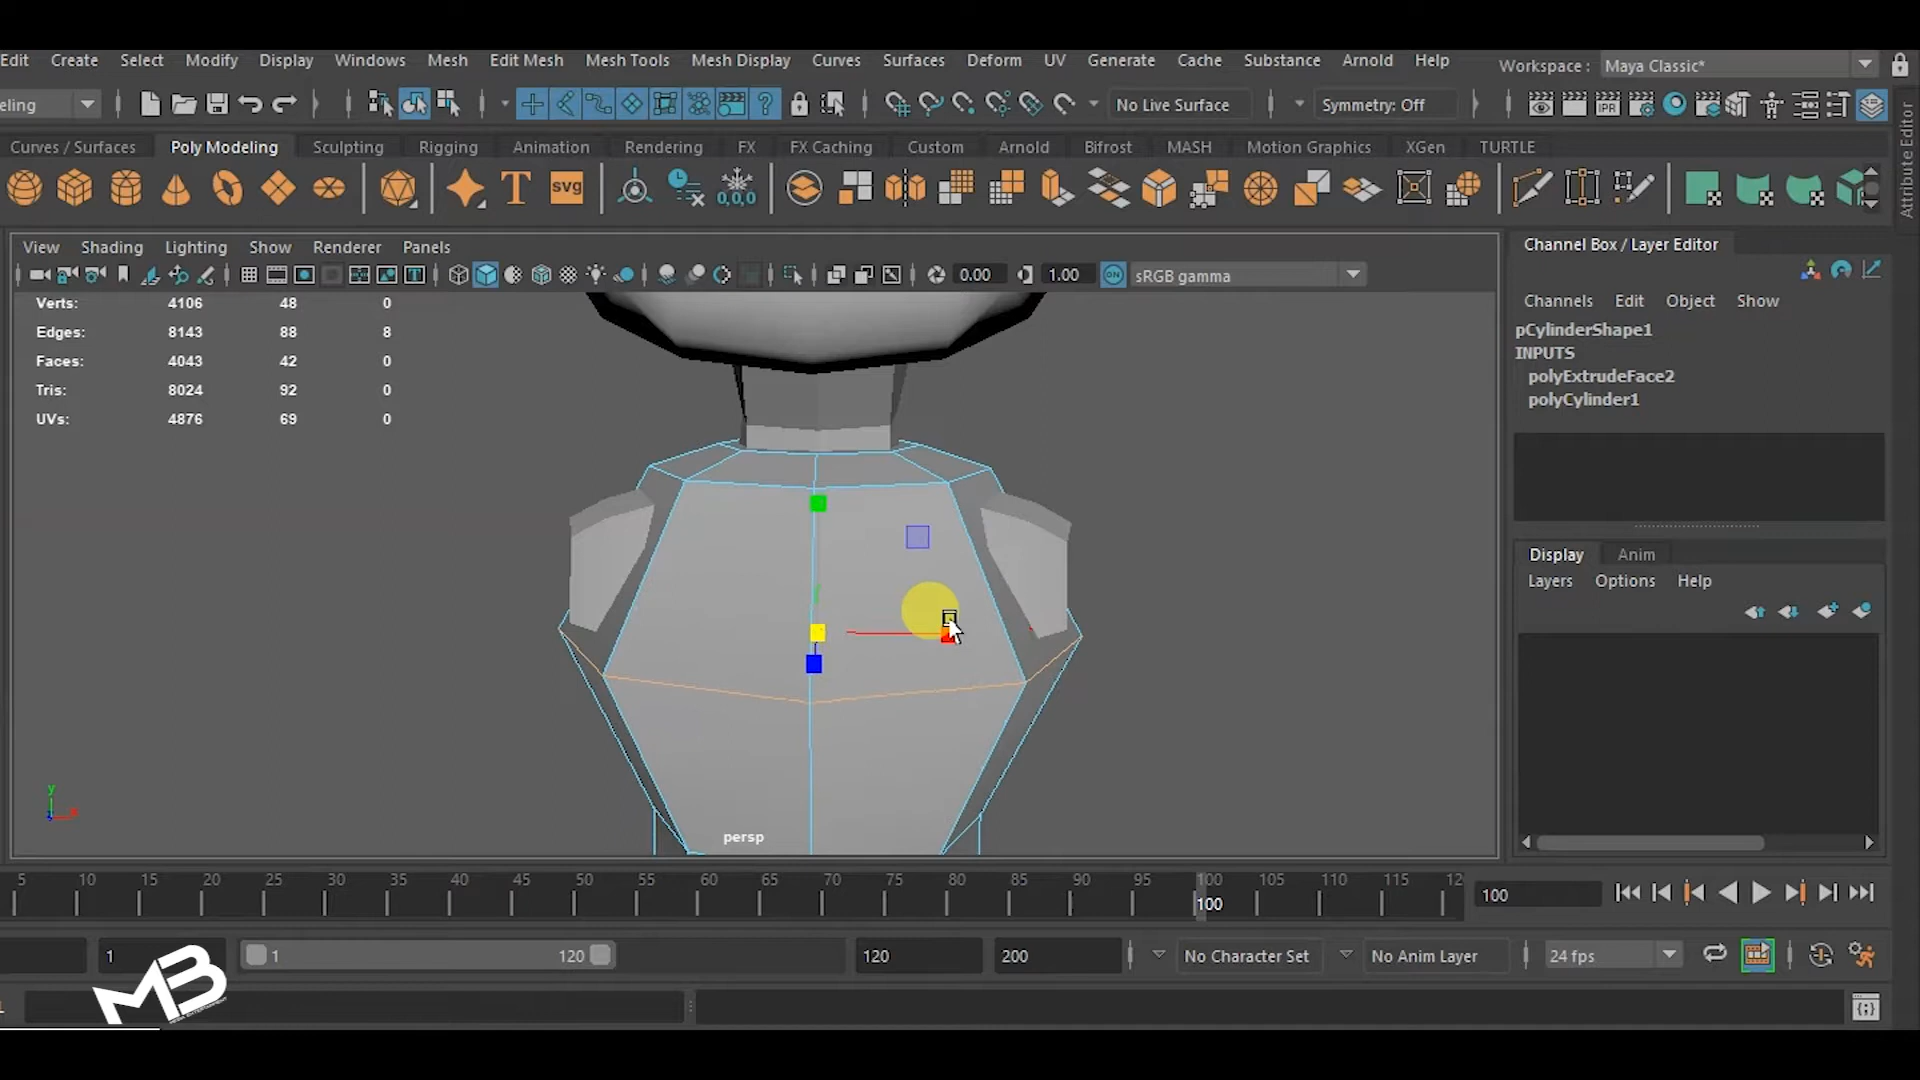 Edit Create Select Modify Display Windows Mesh Edit Mesh Mesh Tools Mesh Display Curves Surfaces Deform UV Generate Cache Substance Arnold Help Workspace : Maya Classic*
eling No Live Surface Symmetry: Off
Curves / Surfaces Poly Modeling Sculpting Rigging Animation Rendering FX FX Caching Custom Arnold Bifrost MASH Motion Graphics XGen TURTLE
Attribute Editor
T svg 0,0,0
View Shading Lighting Show Renderer Panels
Channel Box / Layer Editor
IPR
0.00 1.00 ON sRGB gamma
Channels Edit Object Show
Verts: 4106 48 0
Edges: 8143 88 8
Faces: 4043 42 0
Tris: 8024 92 0
UVs: 4876 69 0
pCylinderShape1
INPUTS
polyExtrudeFace2
polyCylinder1
Display Anim
Layers Options Help
y
x
persp
5 10 15 20 25 30 35 40 45 50 55 60 65 70 75 80 85 90 95 100 105 110 115 12
100
100
1 1 120 120 200 No Character Set No Anim Layer 24 fps
MB